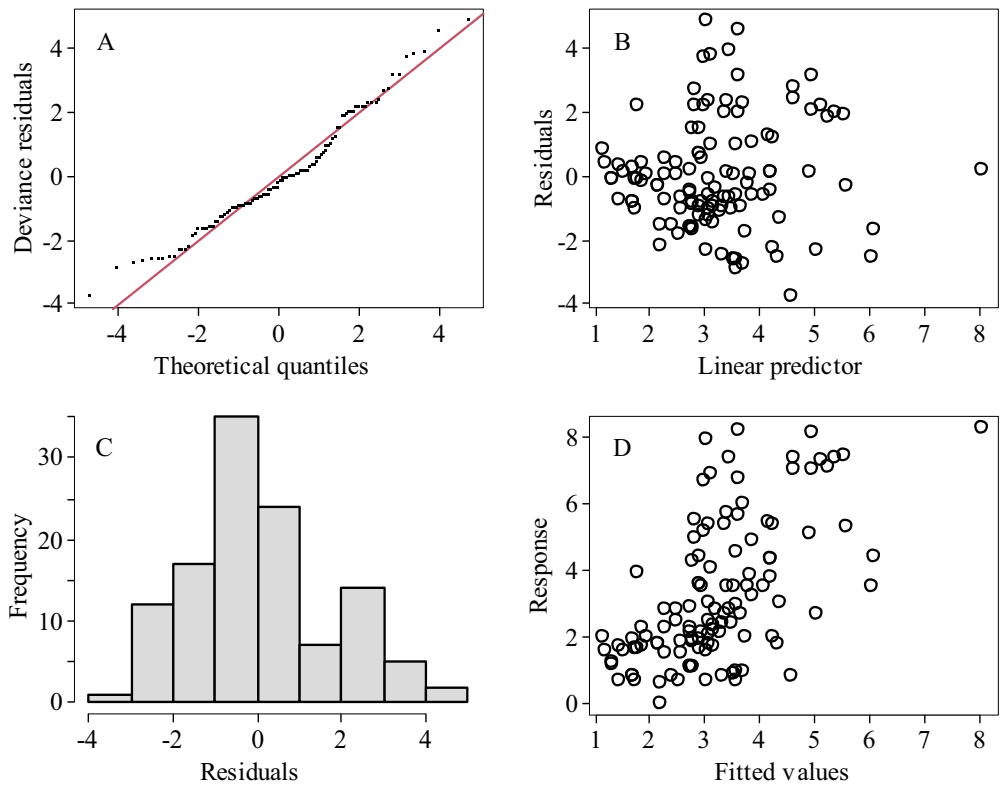 A
Deviance residuals
4
2
0
-2
-4
-4 -2 0 2 4
Theoretical quantiles
B
Residuals
4
2
0
-2
-4
1 2 3 4 5 6 7 8
Linear predictor
C
Frequency
30
20
10
0
-4 -2 0 2 4
Residuals
D
Response
8
6
4
2
0
1 2 3 4 5 6 7 8
Fitted values